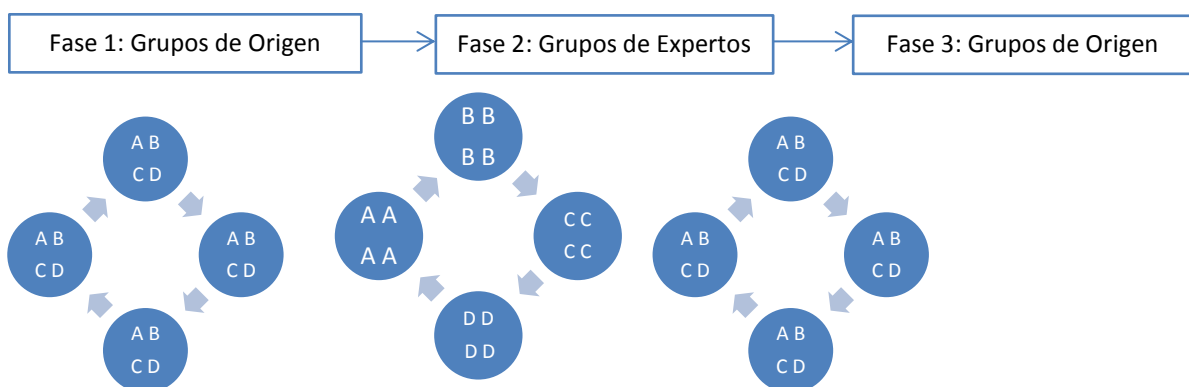 Fase 1: Grupos de Origen
Fase 2: Grupos de Expertos
Fase 3: Grupos de Origen
A B
C D
A B
C D
A B
C D
A B
C D
B B
B B
A A
A A
C C
C C
D D
D D
A B
C D
A B
C D
A B
C D
A B
C D